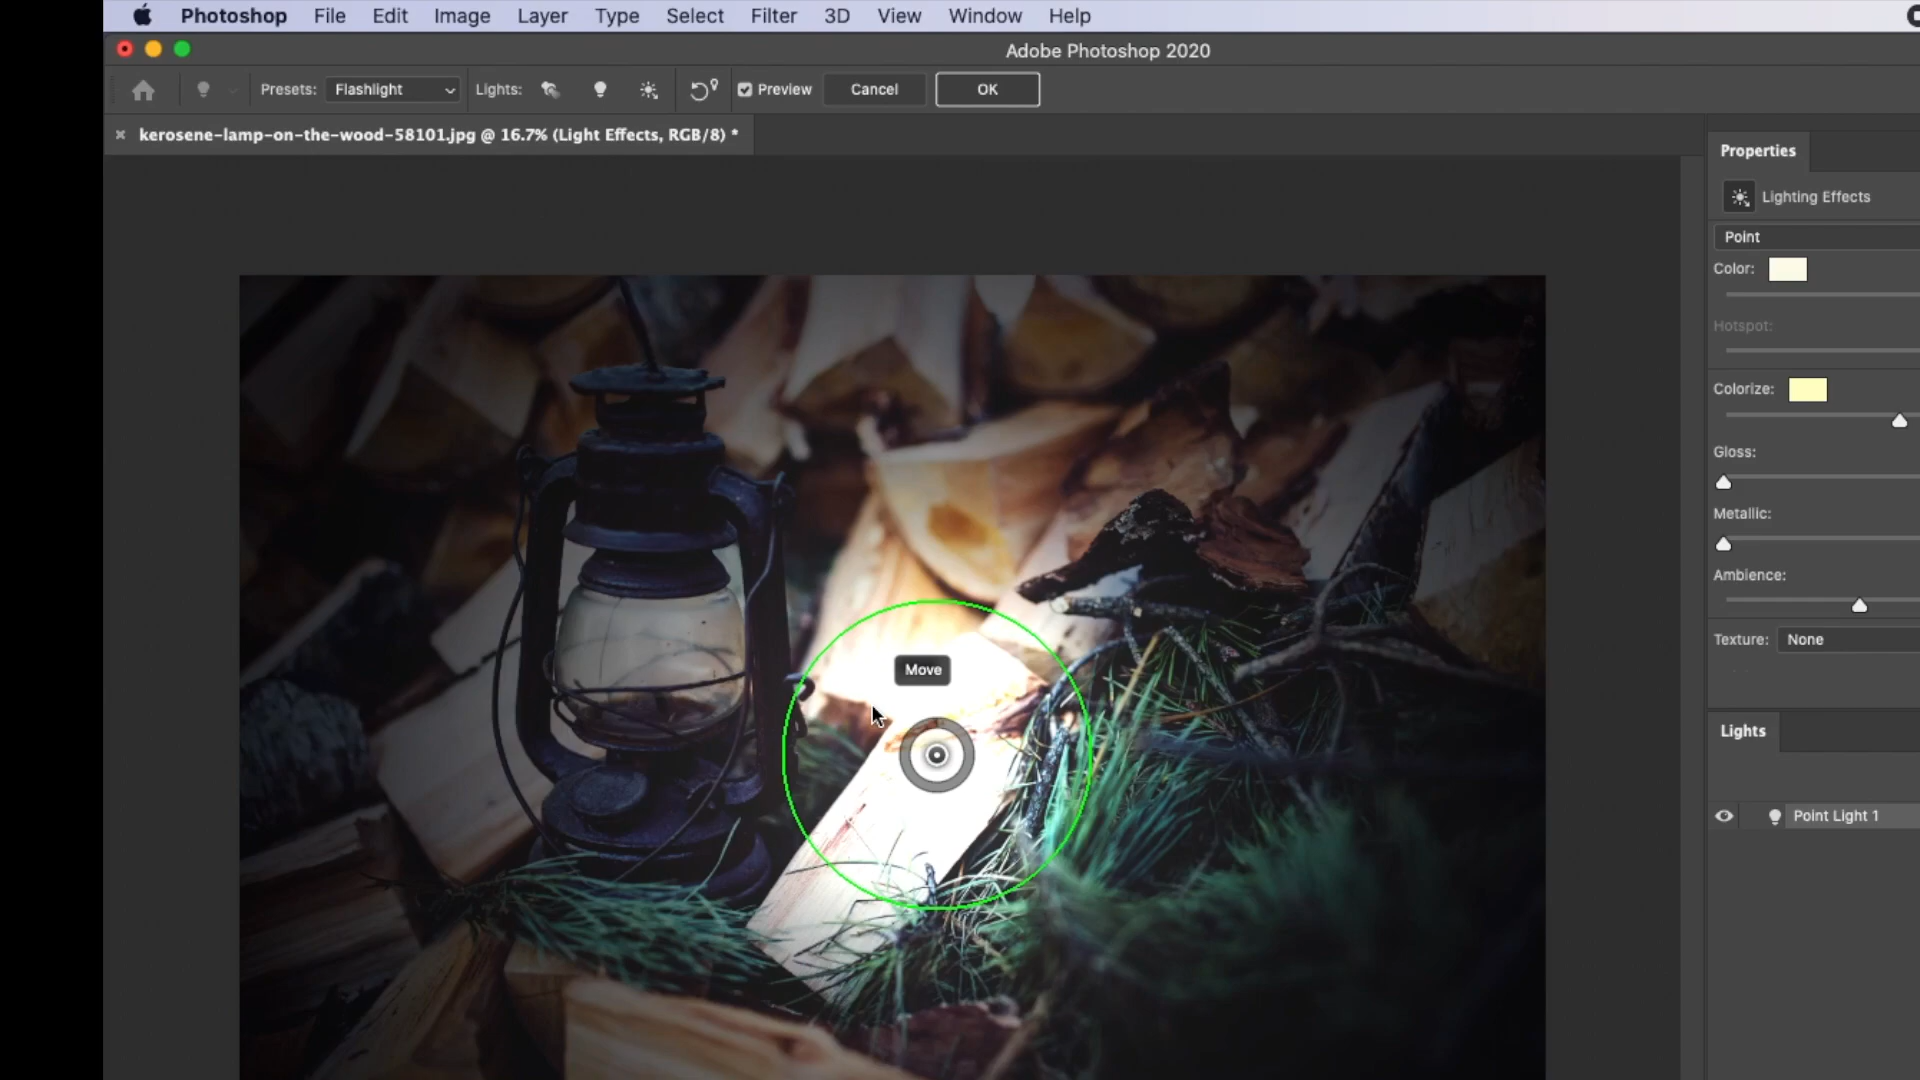 Photoshop File Edit Image Layer Type Select Filter 3D View Window Help
Adobe Photoshop 2020
Presets: Flashlight Lights: Preview Cancel OK
kerosene-lamp-on-the-wood-58101.jpg @ 16.7% (Light Effects, RGB/8) *
Properties
Lighting Effects
Point
Color:
Hotspot:
Colorize:
Gloss:
Metallic:
Ambience:
Texture: None
Move
Lights
Point Light 1